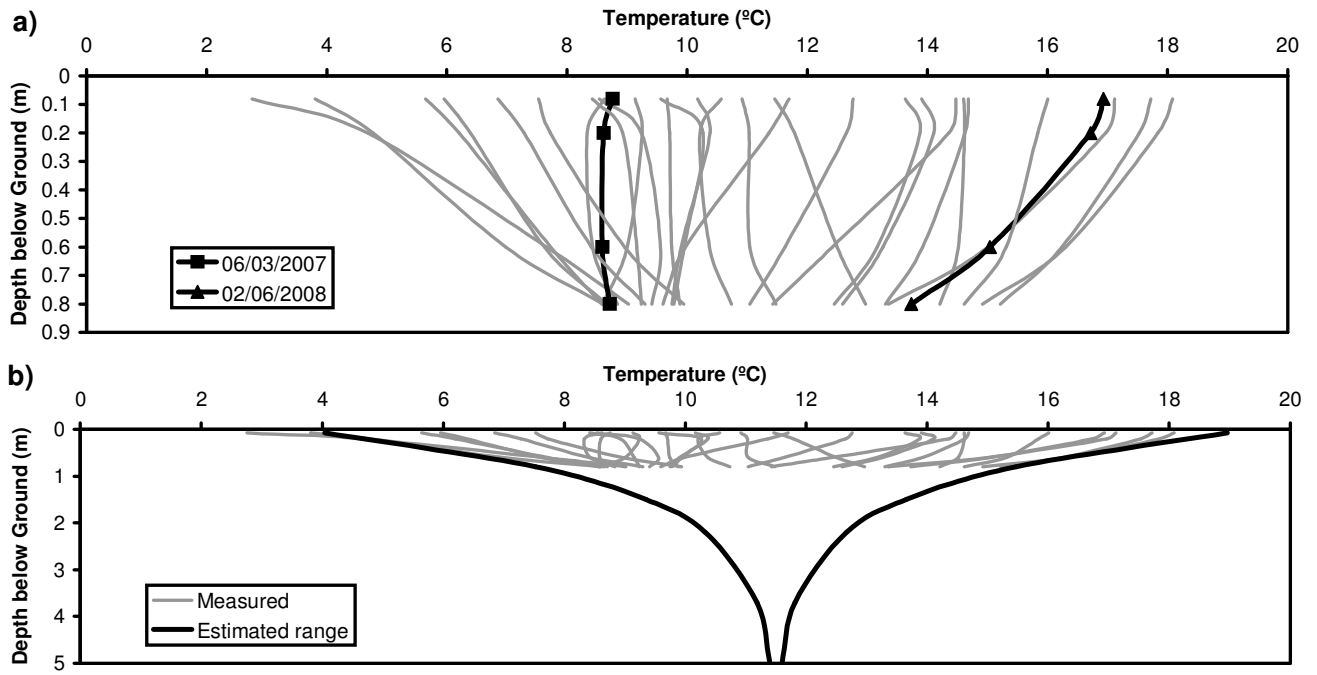 a)
Temperature (ºC)
0 2 4 6 8 10 12 14 16 18 20
Depth below Ground (m)
0
0.1
0.2
0.3
0.4
0.5
0.6
0.7
0.8
0.9
06/03/2007
02/06/2008
b)
Temperature (ºC)
0 2 4 6 8 10 12 14 16 18 20
Depth below Ground (m)
0
1
2
3
4
5
Measured
Estimated range